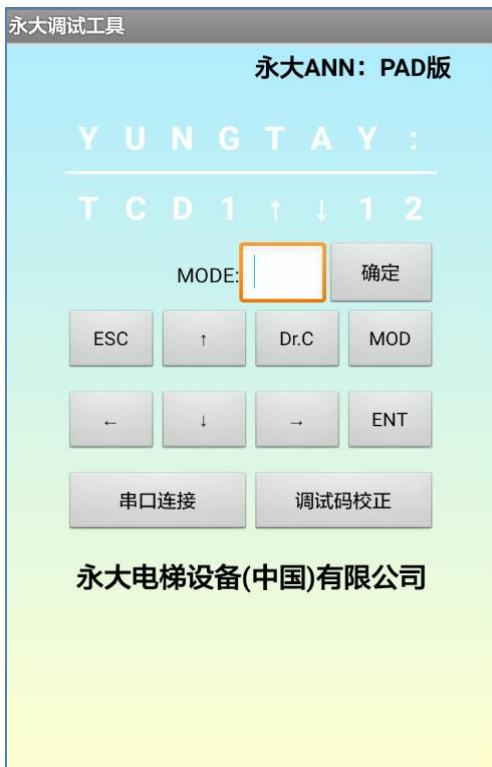 永大调试工具
永大ANN：PAD版
Y U N G T A Y :
T C D 1 ↑ ↓ 1 2
MODE: 确定
ESC ↑ Dr.C MOD
← ↓ → ENT
串口连接 调试码校正
永大电梯设备(中国)有限公司